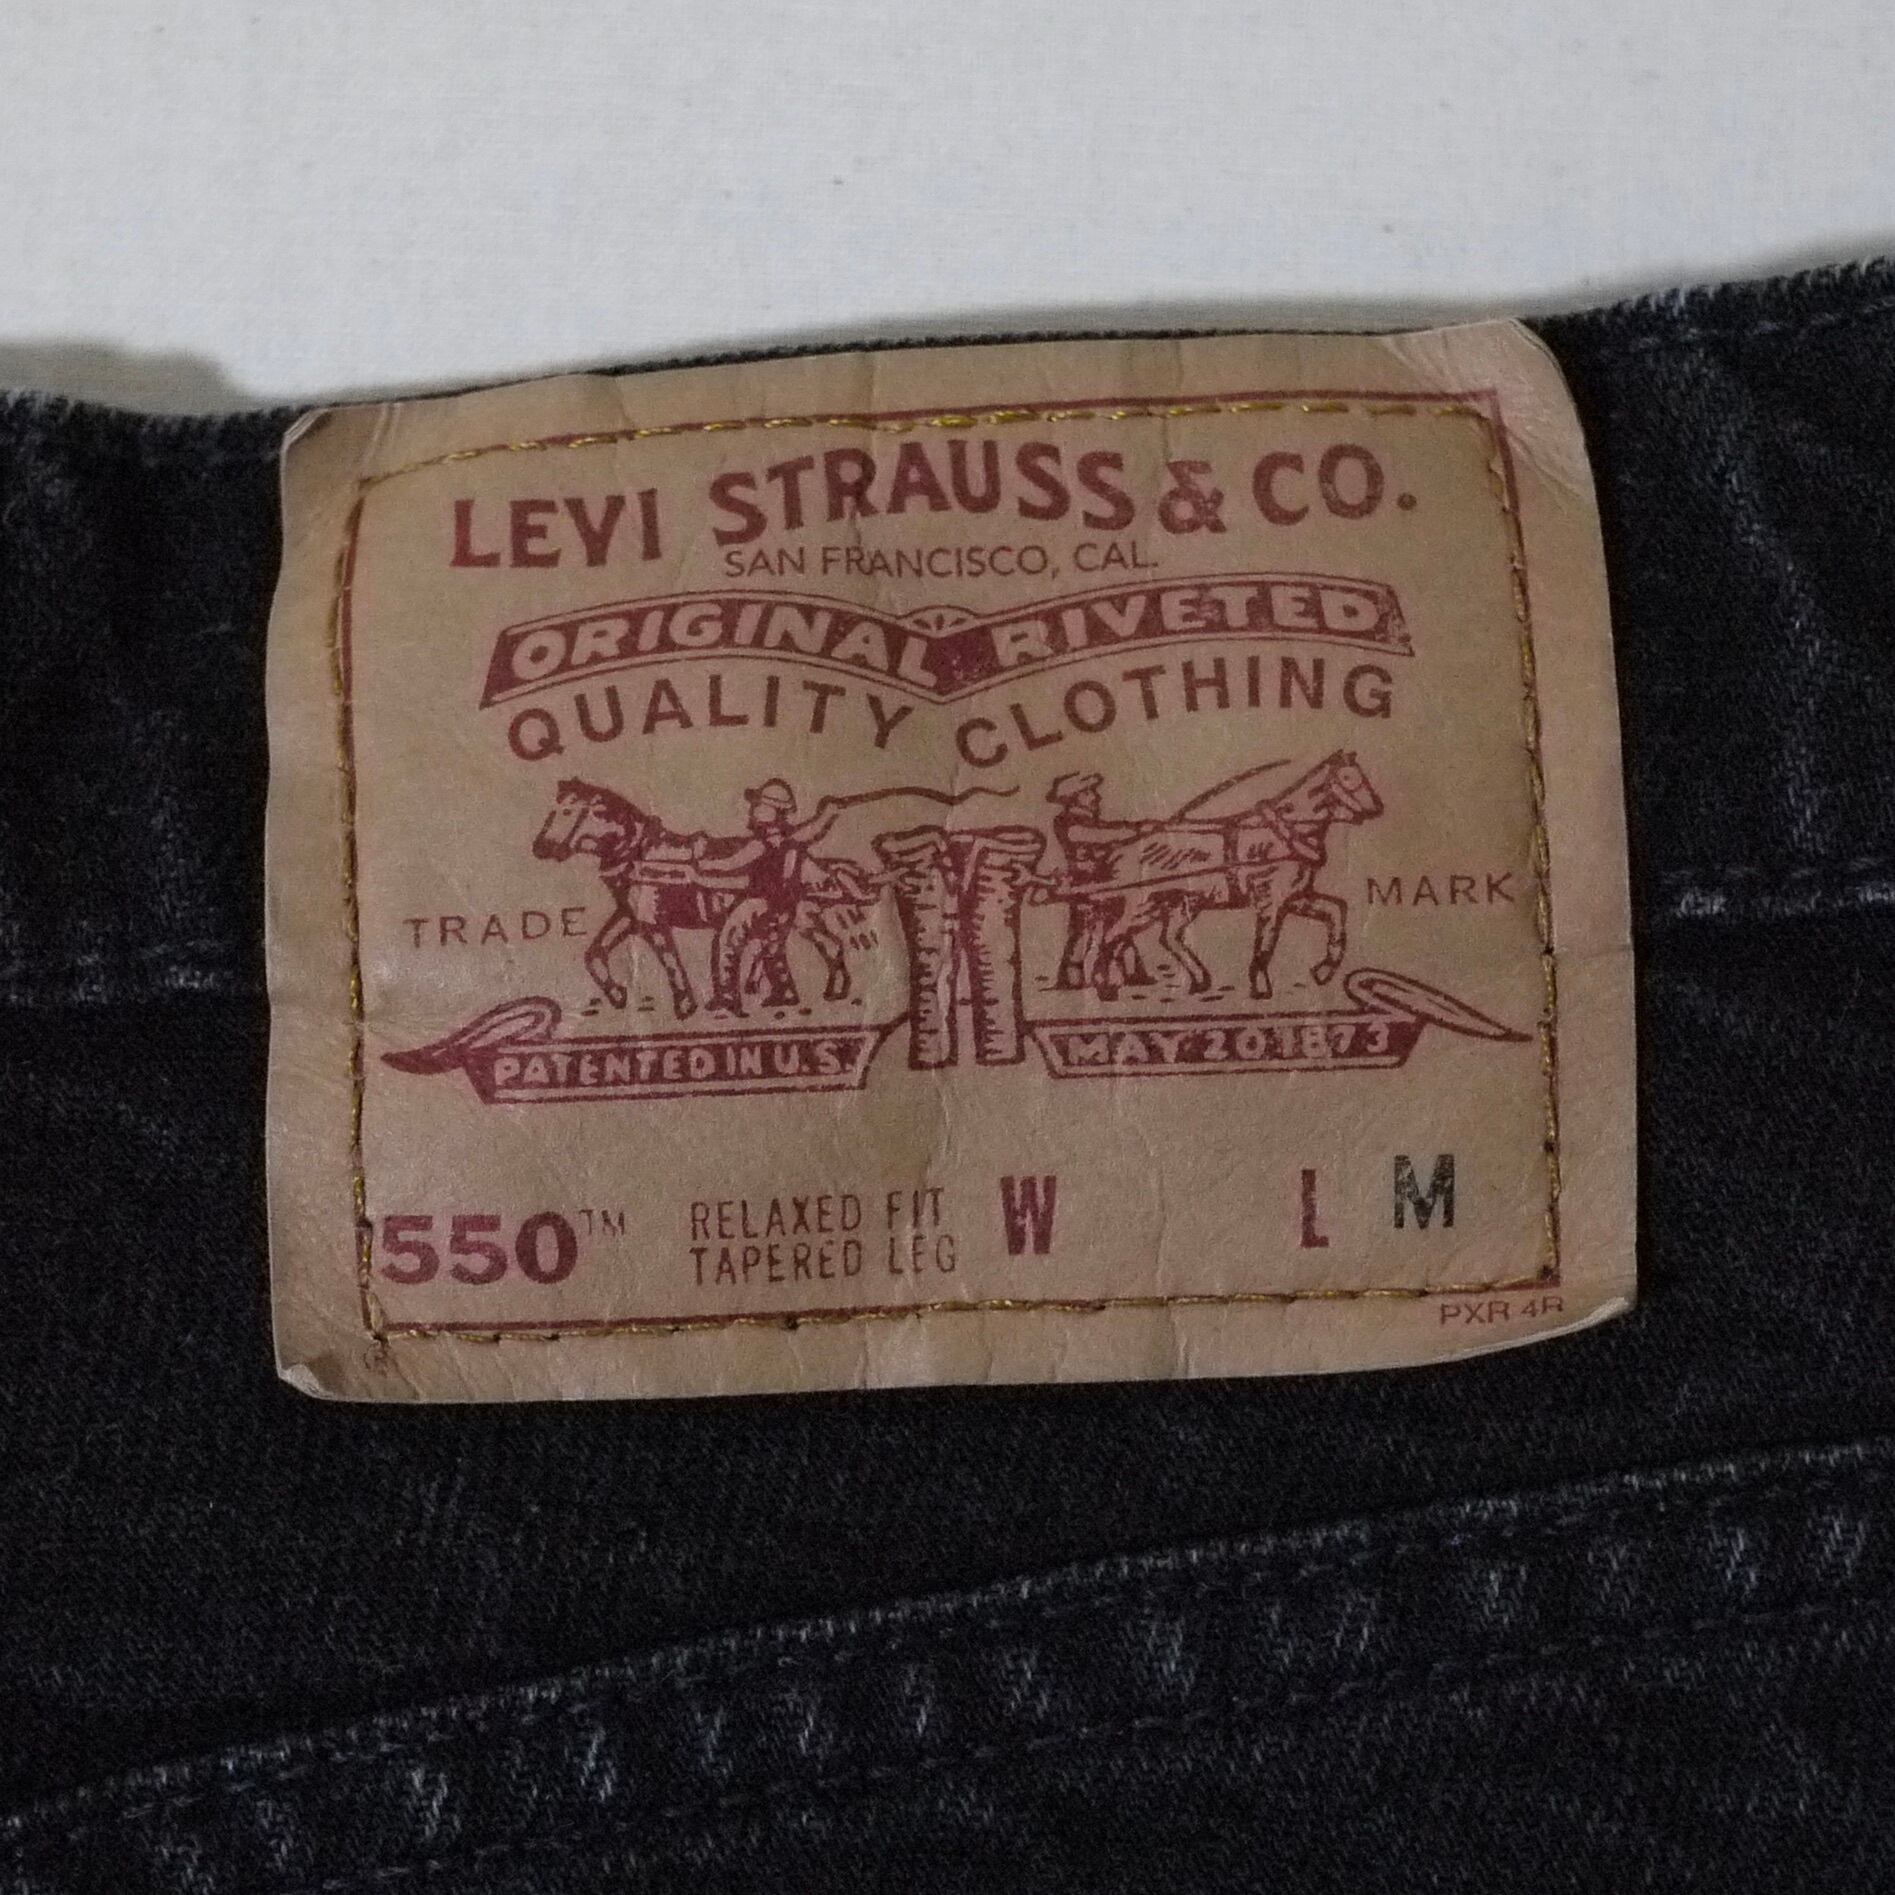 LEVI STRAUSS & CO.
SAN FRANCISCO, CAL.
ORIGINAL RIVETED
QUALITY CLOTHING
TRADE MARK
PATENTED IN U.S. MAY 20 1873
550™ RELAXED FIT W L M
TAPERED LEG
PXR 4R